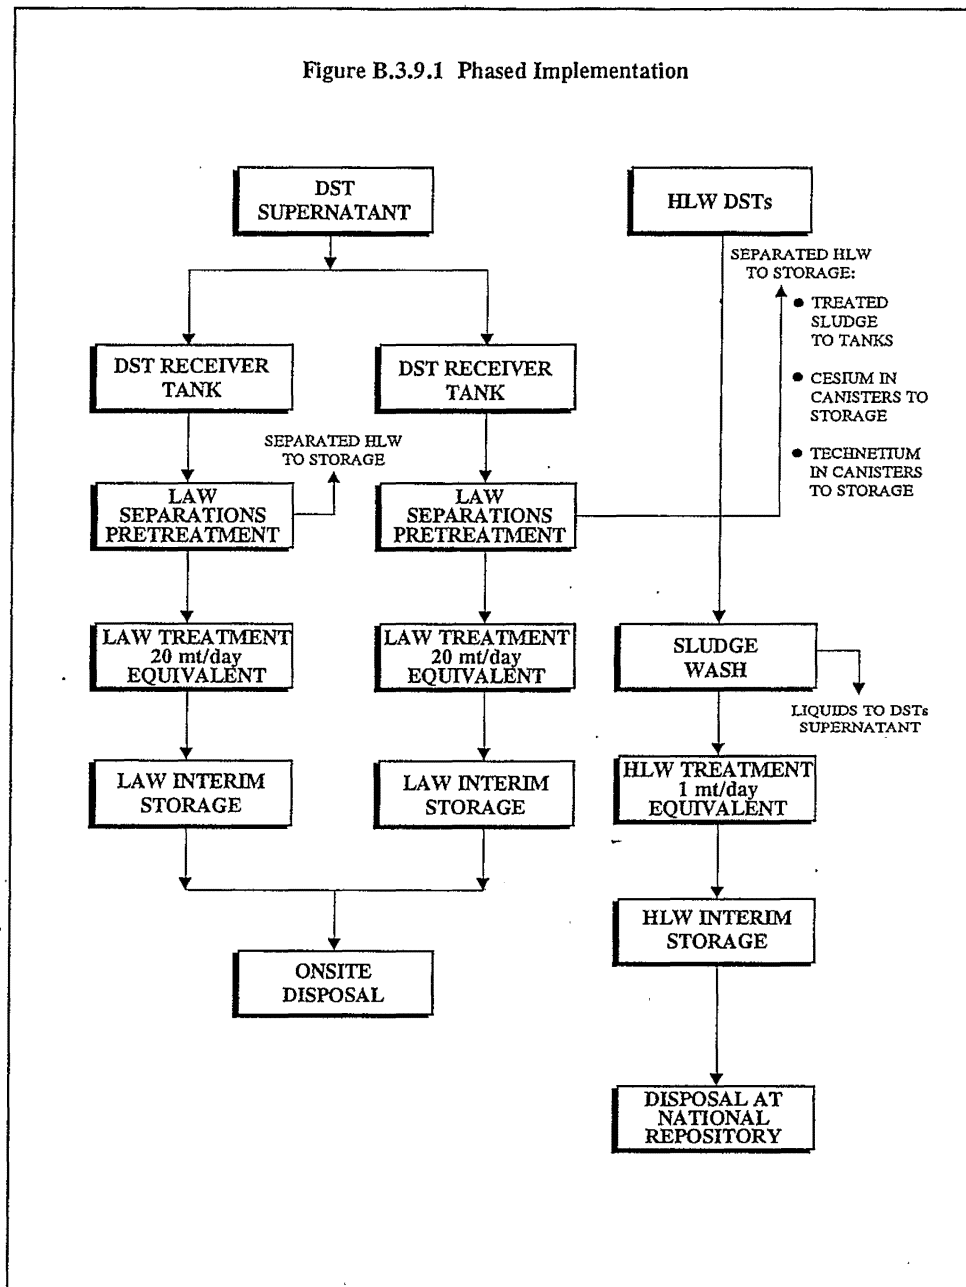 Figure B.3.9.1 Phased Implementation
DST
SUPERNATANT
HLW DSTs
SEPARATED HLW
TO STORAGE:
● TREATED
SLUDGE
TO TANKS
● CESIUM IN
CANISTERS TO
STORAGE
● TECHNETIUM
IN CANISTERS
TO STORAGE
DST RECEIVER
TANK
DST RECEIVER
TANK
SEPARATED HLW
TO STORAGE
LAW
SEPARATIONS
PRETREATMENT
LAW
SEPARATIONS
PRETREATMENT
LAW TREATMENT
20 mt/day
EQUIVALENT
LAW TREATMENT
20 mt/day
EQUIVALENT
SLUDGE
WASH
LIQUIDS TO DSTs
SUPERNATANT
LAW INTERIM
STORAGE
LAW INTERIM
STORAGE
HLW TREATMENT
1 mt/day
EQUIVALENT
HLW INTERIM
STORAGE
ONSITE
DISPOSAL
DISPOSAL AT
NATIONAL
REPOSITORY